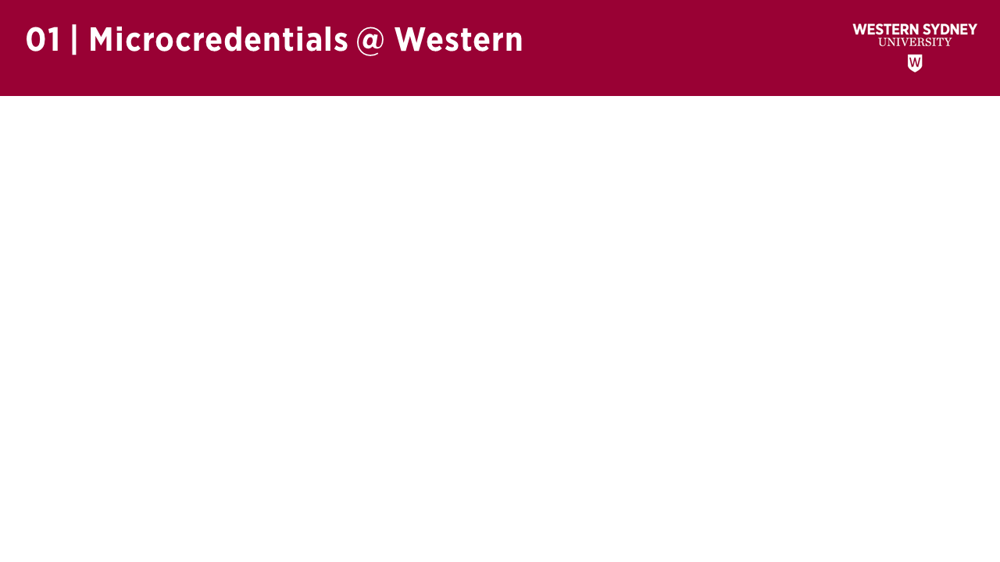 01 | Microcredentials @ Western
WESTERN SYDNEY
UNIVERSITY
W